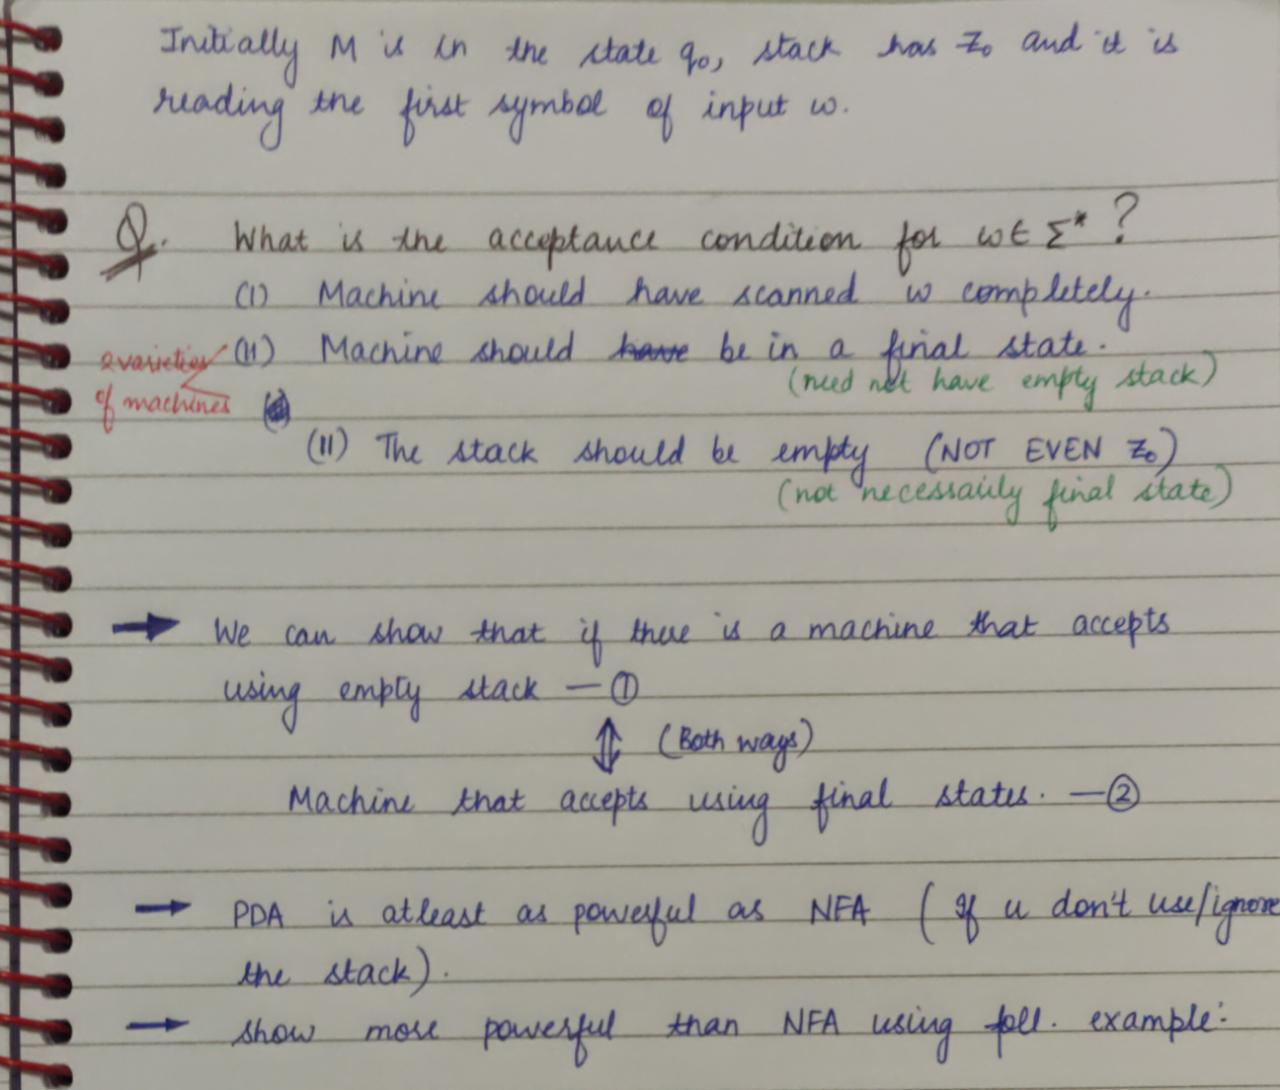 Initially M is in the state q₀, stack has Z₀ and it is
reading the first symbol of input w.
Q. What is the acceptance condition for w ∈ Σ* ?
(I) Machine should have scanned w completely.
2 varieties of machines
(II) Machine should have be in a final state.
(need not have empty stack)
(II) The stack should be empty (NOT EVEN Z₀)
(not necessarily final state)
→ We can show that if there is a machine that accepts
using empty stack — ①
⇕ (Both ways)
Machine that accepts using final states. — ②
→ PDA is atleast as powerful as NFA ( If u don't use/ignore
the stack).
→ show more powerful than NFA using foll. example: